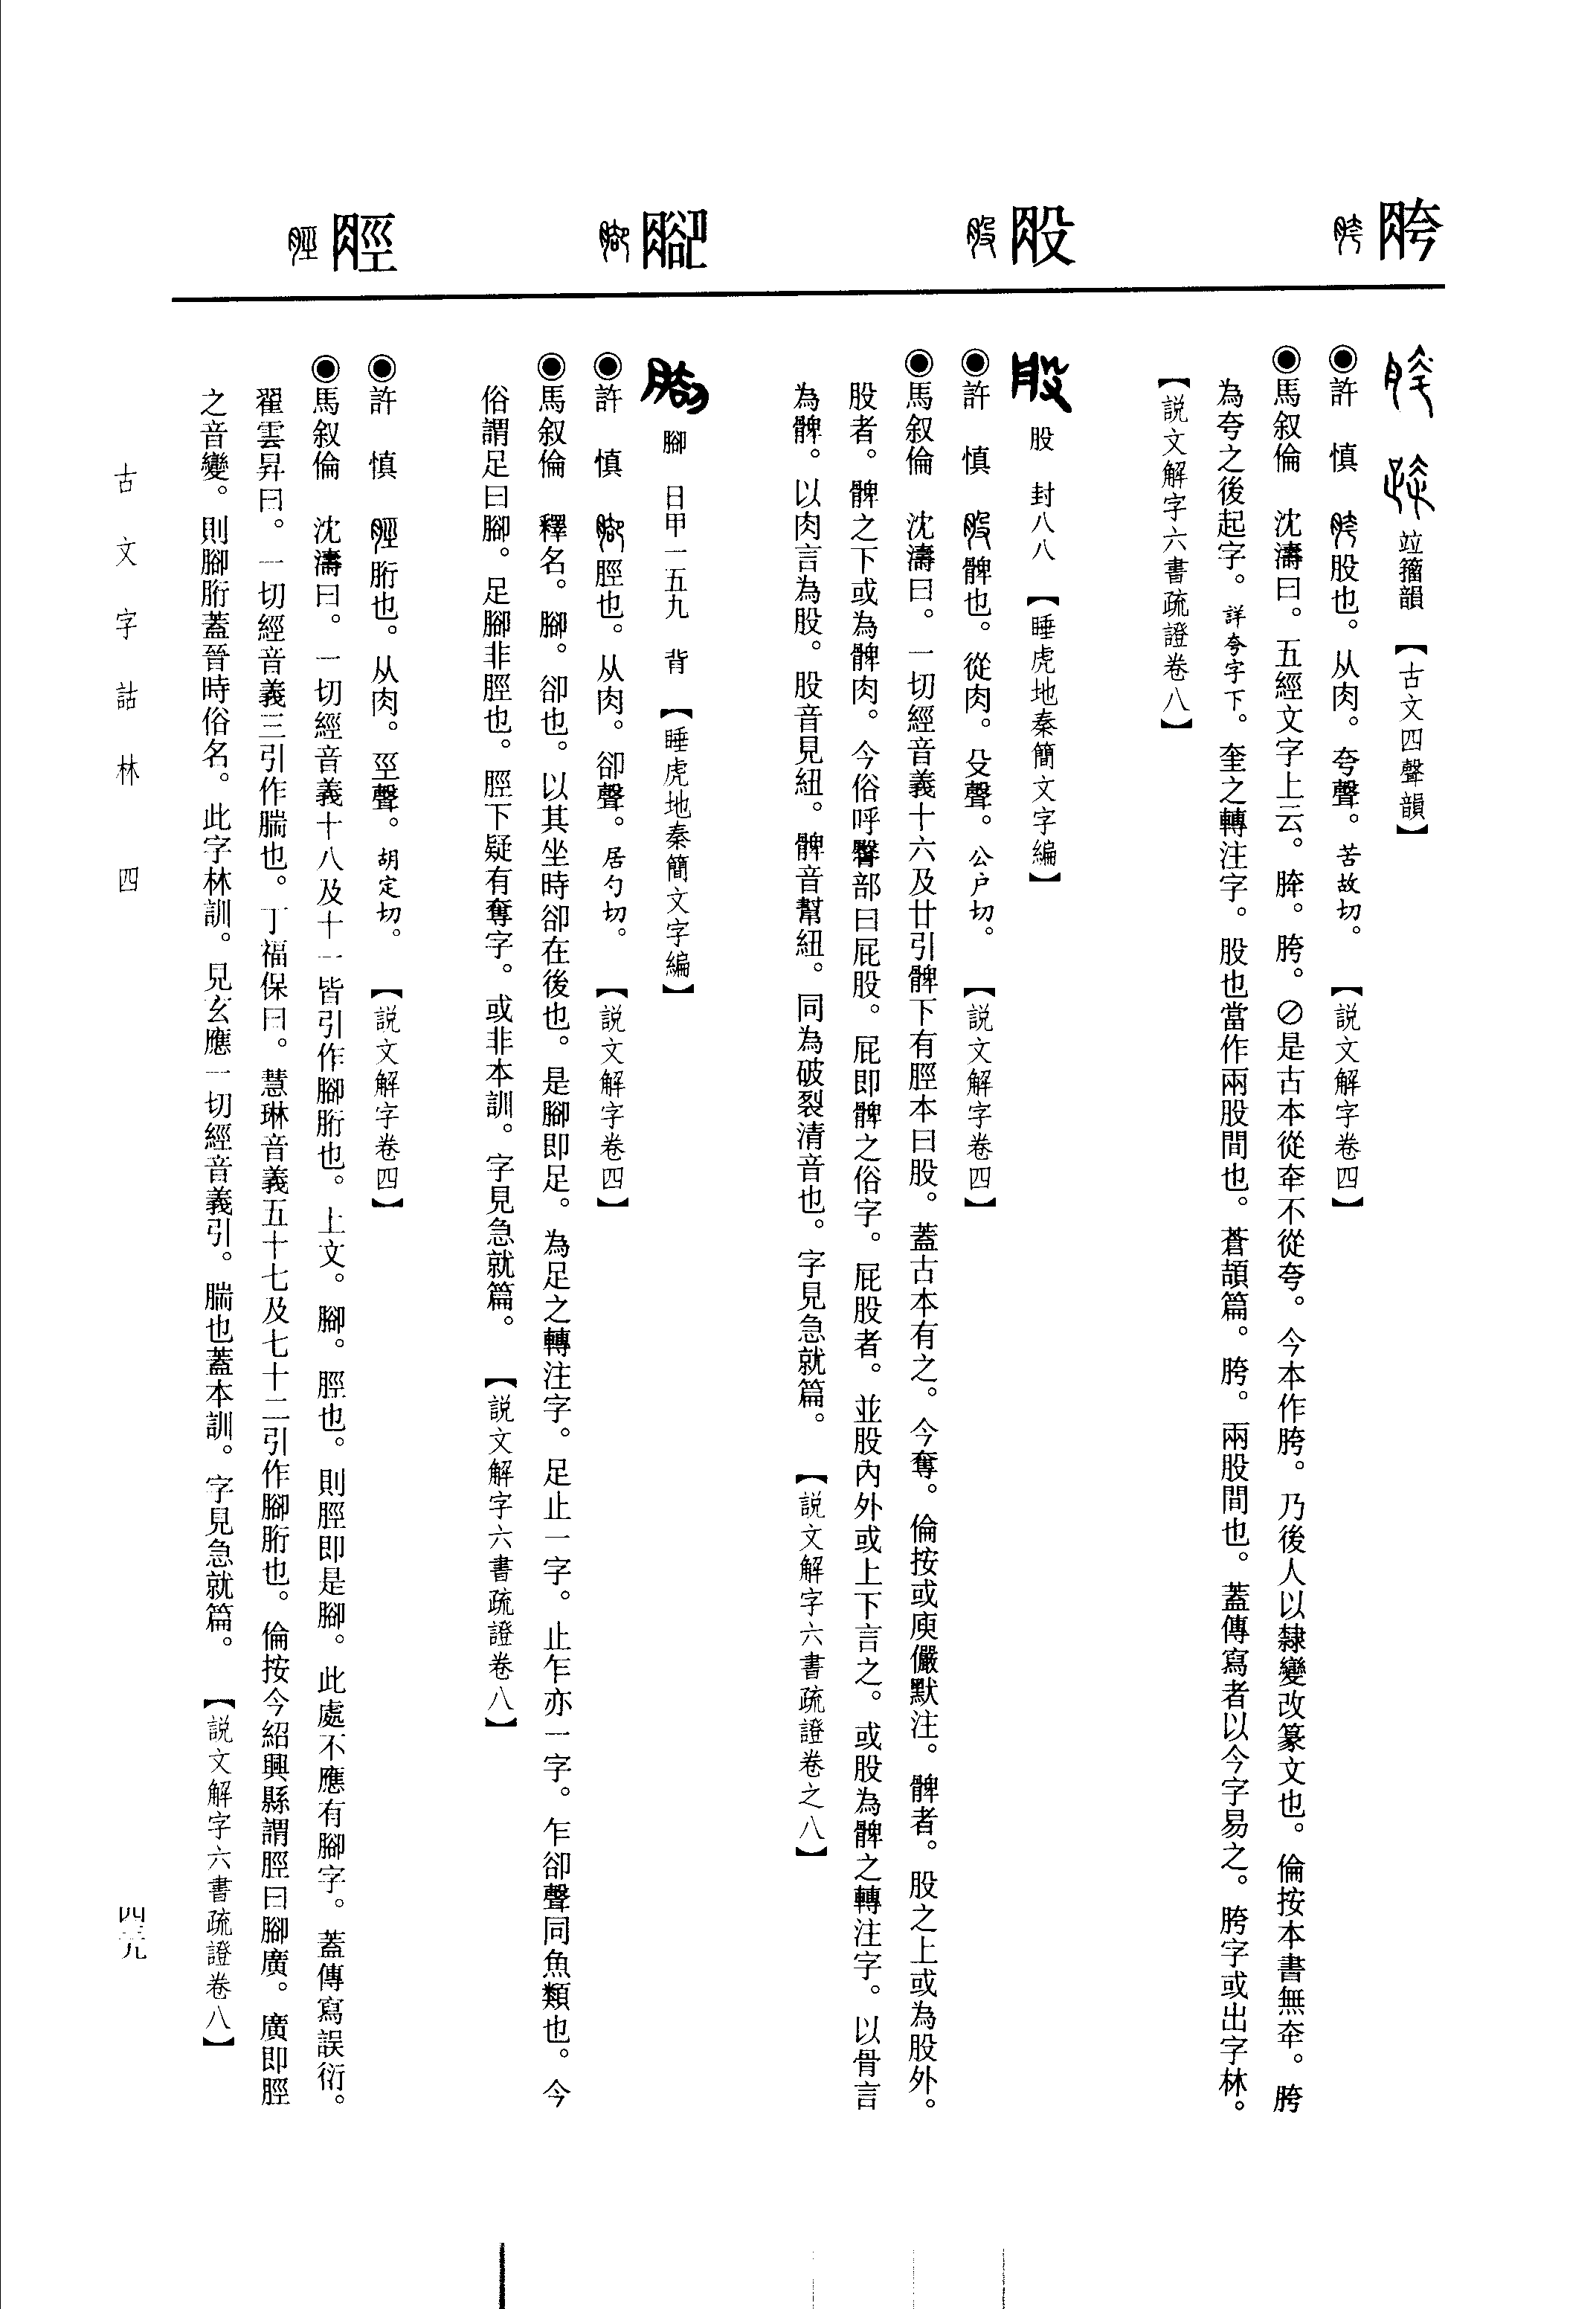 胯
竝籀韻 【古文四聲韻】
◉許 慎 股也。从肉。夸聲。苦故切。 【説文解字卷四】
◉馬叙倫 沈濤曰。五經文字上云。胯。是古本從㚏不從夸。今本作胯。乃後人以隸變改篆文也。倫按本書無㚏。胯
為夸之後起字。詳夸字下。奎之轉注字。股也當作兩股間也。蒼頡篇。胯。兩股間也。蓋傳寫者以今字易之。胯字或出字林。
【説文解字六書疏證卷八】
股
股 封八八 【睡虎地秦簡文字編】
◉許 慎 髀也。從肉。殳聲。公户切。 【説文解字卷四】
◉馬叙倫 沈濤曰。一切經音義十六及廿引髀下有脛本曰股。蓋古本有之。今奪。倫按或庾儼默注。髀者。股之上或為股外。
股者。髀之下或為髀肉。今俗呼臀部曰屁股。屁即髀之俗字。屁股者。並股內外或上下言之。或股為髀之轉注字。以骨言
為髀。以肉言為股。股音見紐。髀音幫紐。同為破裂清音也。字見急就篇。 【説文解字六書疏證卷之八】
腳
腳 日甲一五九 背 【睡虎地秦簡文字編】
◉許 慎 脛也。从肉。卻聲。居勺切。 【説文解字卷四】
◉馬叙倫 釋名。腳。卻也。以其坐時卻在後也。是腳即足。為足之轉注字。足止一字。止乍亦一字。乍卻聲同魚類也。今
俗謂足曰腳。足腳非脛也。脛下疑有奪字。或非本訓。字見急就篇。 【説文解字六書疏證卷八】
脛
◉許 慎 胻也。从肉。巠聲。胡定切。 【説文解字卷四】
◉馬叙倫 沈濤曰。一切經音義十八及十一皆引作腳胻也。上文。腳。脛也。則脛即是腳。此處不應有腳字。蓋傳寫誤衍。
翟雲昇曰。一切經音義三引作腨也。丁福保曰。慧琳音義五十七及七十二引作腳胻也。倫按今紹興縣謂脛曰腳廣。廣即脛
之音變。則腳胻蓋晉時俗名。此字林訓。見玄應一切經音義引。腨也蓋本訓。字見急就篇。 【説文解字六書疏證卷八】
古文字詁林 四